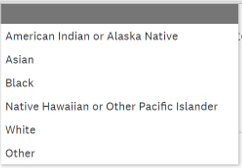 American Indian or Alaska Native
Asian
Black
Native Hawaiian or Other Pacific Islander
White
Other